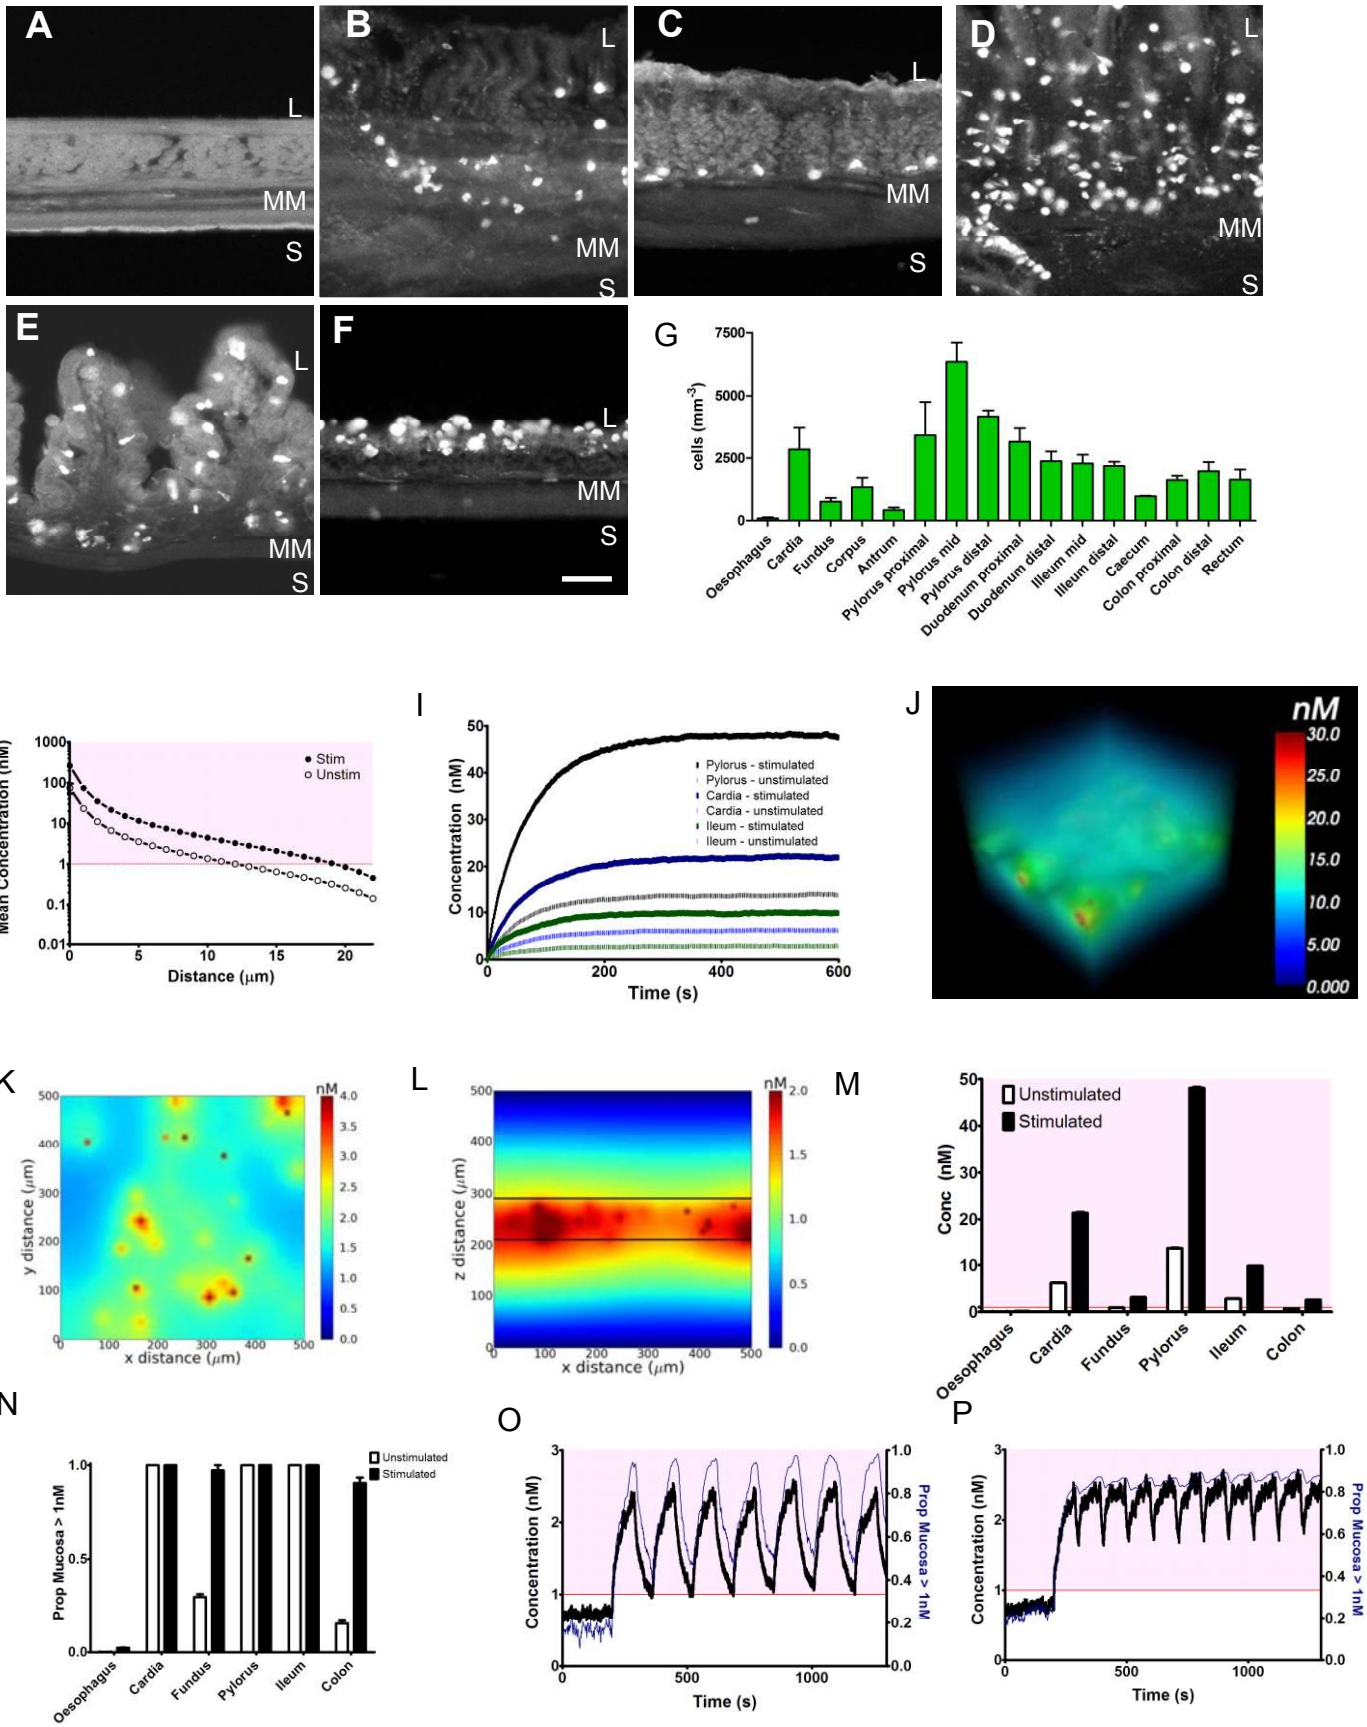 A
L
MM
S
B
L
MM
S
C
L
MM
S
D
L
MM
S
E
L
MM
S
F
L
MM
S
G
7500
5000
2500
0
cells (mm-3)
Oesophagus
Cardia
Fundus
Corpus
Antrum
Pylorus proximal
Pylorus mid
Pylorus distal
Duodenum proximal
Duodenum distal
Illeum mid
Illeum distal
Caecum
Colon proximal
Colon distal
Rectum
Mean Concentration (nM)
1000
100
10
1
0.1
0.01
0 5 10 15 20
Distance (μm)
Stim
Unstim
I
Concentration (nM)
50
40
30
20
10
0
0 200 400 600
Time (s)
Pylorus - stimulated
Pylorus - unstimulated
Cardia - stimulated
Cardia - unstimulated
Ileum - stimulated
Ileum - unstimulated
J
nM
30.0
25.0
20.0
15.0
10.0
5.00
0.000
K
y distance (μm)
500
400
300
200
100
0
0 100 200 300 400 500
x distance (μm)
nM
4.0
3.5
3.0
2.5
2.0
1.5
1.0
0.5
0.0
L
z distance (μm)
500
400
300
200
100
0
0 100 200 300 400 500
x distance (μm)
nM
2.0
1.5
1.0
0.5
0.0
M
Conc (nM)
50
40
30
20
10
0
Unstimulated
Stimulated
Oesophagus
Cardia
Fundus
Pylorus
Ileum
Colon
N
Prop Mucosa > 1nM
1.0
0.5
0.0
Unstimulated
Stimulated
Oesophagus
Cardia
Fundus
Pylorus
Ileum
Colon
O
Concentration (nM)
3
2
1
0
0 500 1000
Time (s)
1.0
0.8
0.6
0.4
0.2
0.0
Prop Mucosa > 1nM
P
Concentration (nM)
3
2
1
0
0 500 1000
Time (s)
1.0
0.8
0.6
0.4
0.2
0.0
Prop Mucosa > 1nM